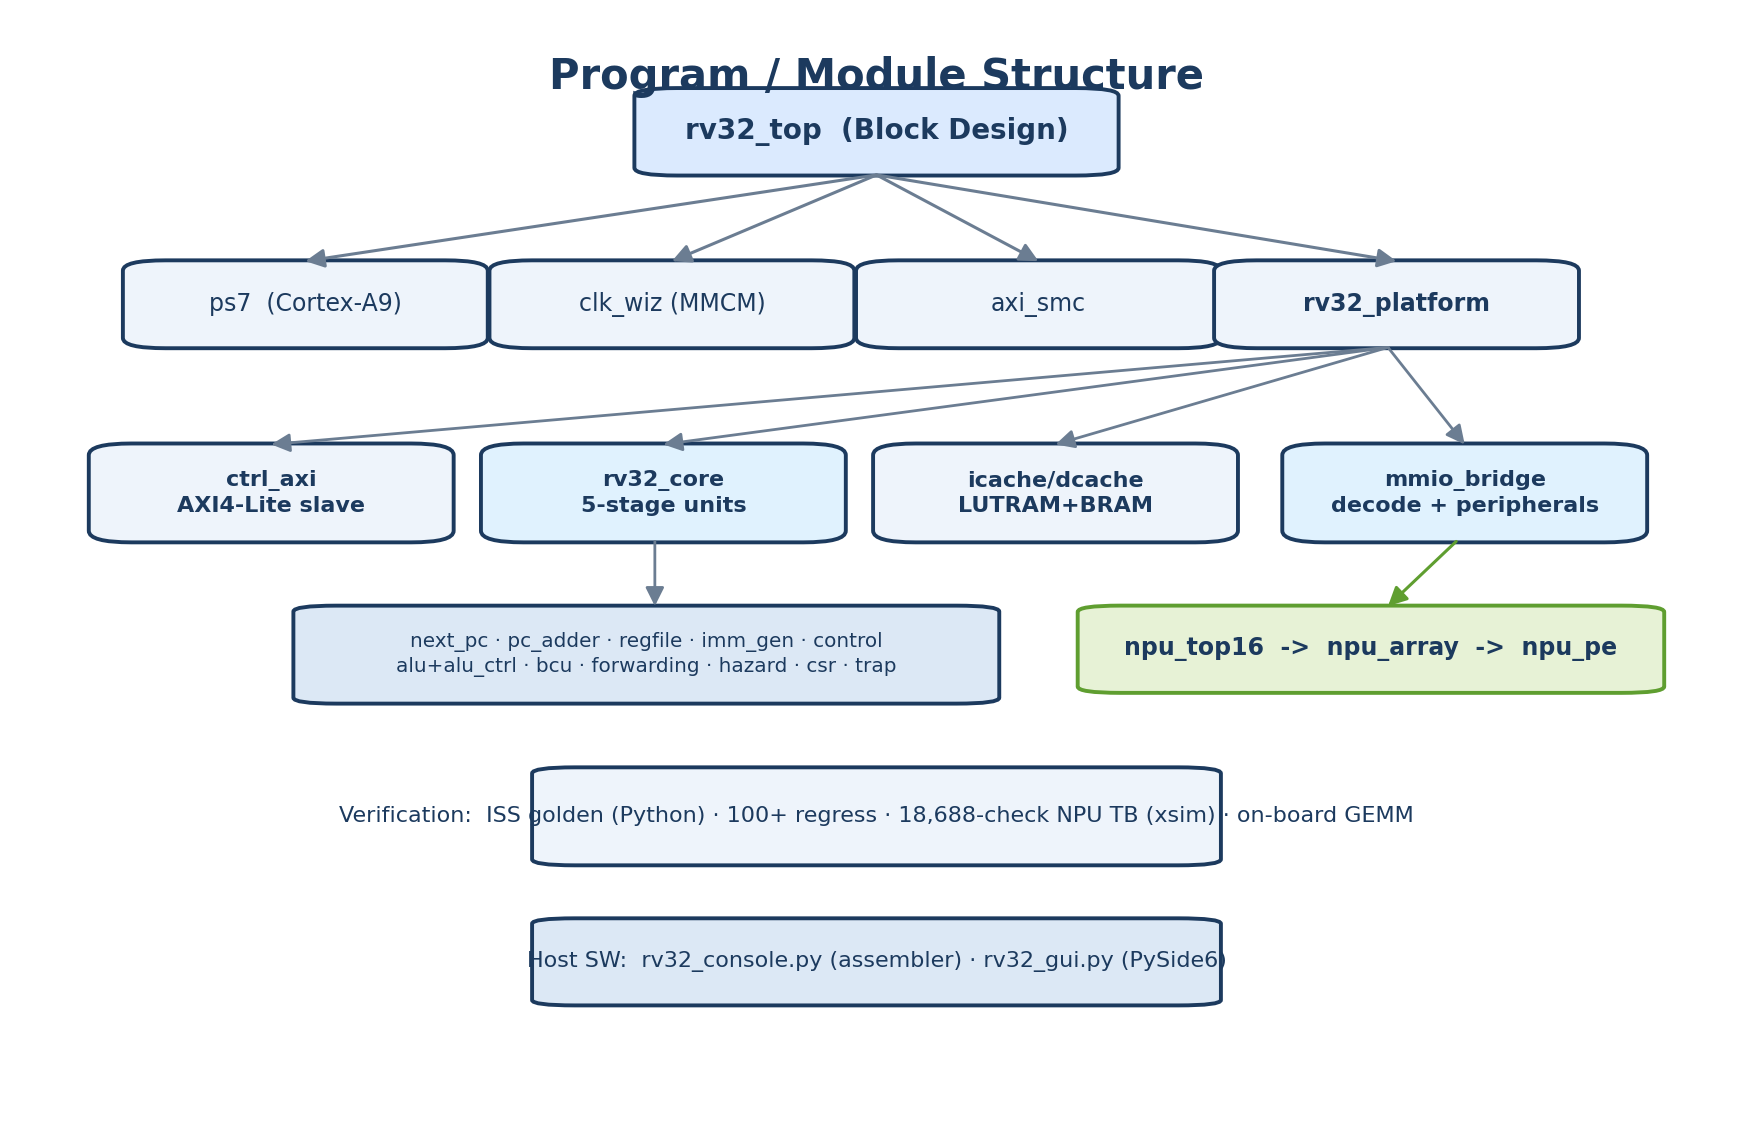 Program / Module Structure
rv32_top  (Block Design)
ps7  (Cortex-A9)
clk_wiz (MMCM)
axi_smc
rv32_platform
ctrl_axi
AXI4-Lite slave
rv32_core
5-stage units
icache/dcache
LUTRAM+BRAM
mmio_bridge
decode + peripherals
next_pc · pc_adder · regfile · imm_gen · control
alu+alu_ctrl · bcu · forwarding · hazard · csr · trap
npu_top16  ->  npu_array  ->  npu_pe
Verification:  ISS golden (Python) · 100+ regress · 18,688-check NPU TB (xsim) · on-board GEMM
Host SW:  rv32_console.py (assembler) · rv32_gui.py (PySide6)